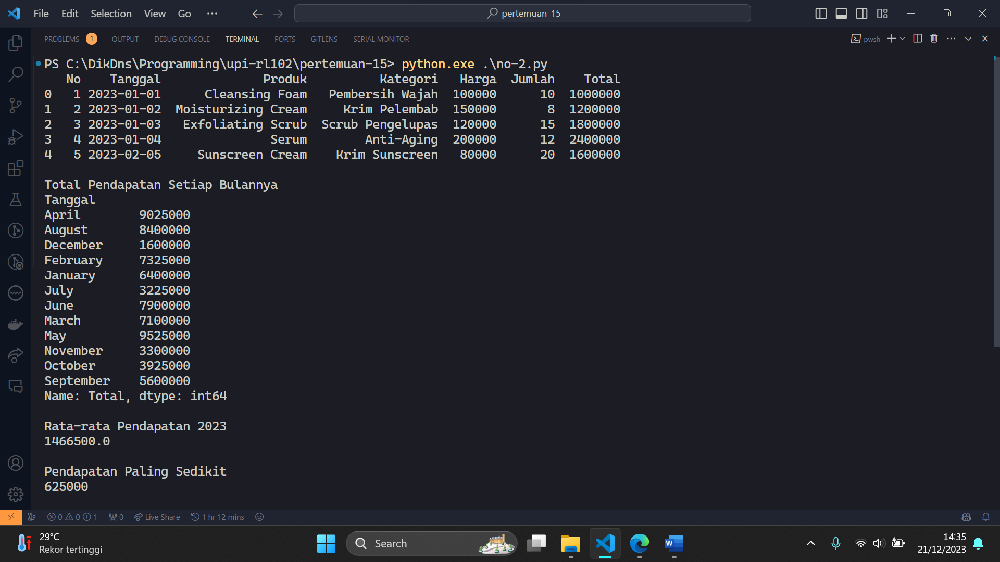 File Edit Selection View Go ··· pertemuan-15
PROBLEMS 1 OUTPUT DEBUG CONSOLE TERMINAL PORTS GITLENS SERIAL MONITOR pwsh
PS C:\DikDns\Programming\upi-rl102\pertemuan-15> python.exe .\no-2.py
No Tanggal Produk Kategori Harga Jumlah Total
0 1 2023-01-01 Cleansing Foam Pembersih Wajah 100000 10 1000000
1 2 2023-01-02 Moisturizing Cream Krim Pelembab 150000 8 1200000
2 3 2023-01-03 Exfoliating Scrub Scrub Pengelupas 120000 15 1800000
3 4 2023-01-04 Serum Anti-Aging 200000 12 2400000
4 5 2023-02-05 Sunscreen Cream Krim Sunscreen 80000 20 1600000
Total Pendapatan Setiap Bulannya
Tanggal
April 9025000
August 8400000
December 1600000
February 7325000
January 6400000
July 3225000
June 7900000
March 7100000
May 9525000
November 3300000
October 3925000
September 5600000
Name: Total, dtype: int64
Rata-rata Pendapatan 2023
1466500.0
Pendapatan Paling Sedikit
625000
0 0 1 0 Live Share 1 hr 12 mins
29°C
Rekor tertinggi
Search
W
14:35
21/12/2023